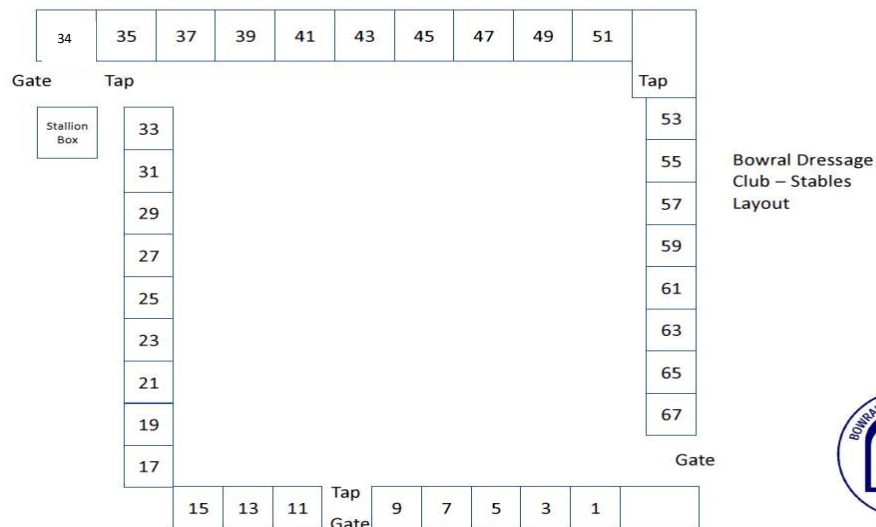 34 35 37 39 41 43 45 47 49 51
Gate Tap Tap
Stallion
Box
33
31
29
27
25
23
21
19
17
53
55
57
59
61
63
65
67
Bowral Dressage
Club – Stables
Layout
Gate
15 13 11
Tap
Gate
9 7 5 3 1